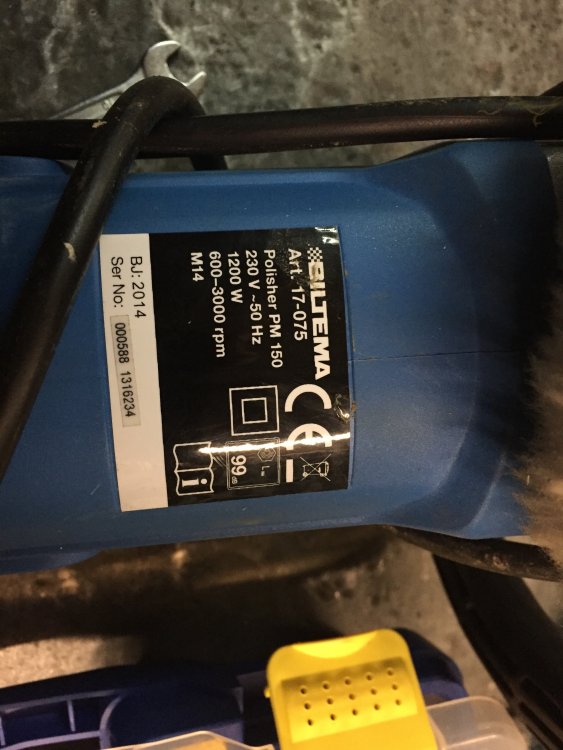 BILTEMA
Art. 17-075
Polisher PM 150
230 V ~50 Hz
1200 W
600–3000 rpm
M14
CE
99 dB
i
BJ: 2014
Ser No: 000588 1316234